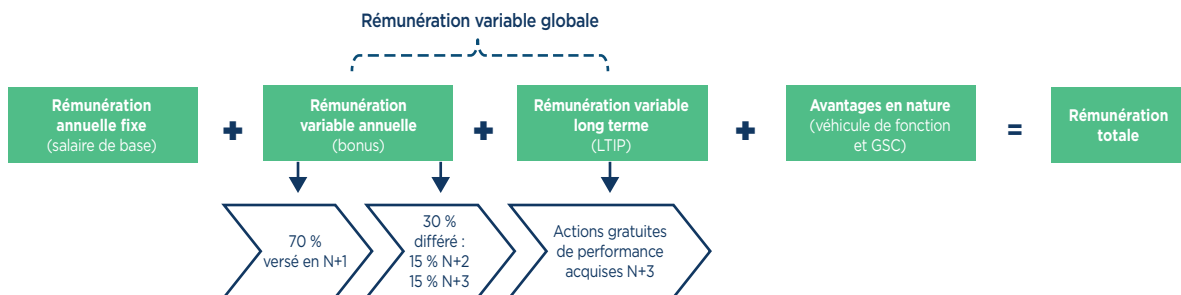 Rémunération variable globale
Rémunération
annuelle fixe
(salaire de base)
+
Rémunération
variable annuelle
(bonus)
+
Rémunération variable
long terme
(LTIP)
+
Avantages en nature
(véhicule de fonction
et GSC)
=
Rémunération
totale
70 %
versé en N+1
30 %
différé :
15 % N+2
15 % N+3
Actions gratuites
de performance
acquises N+3